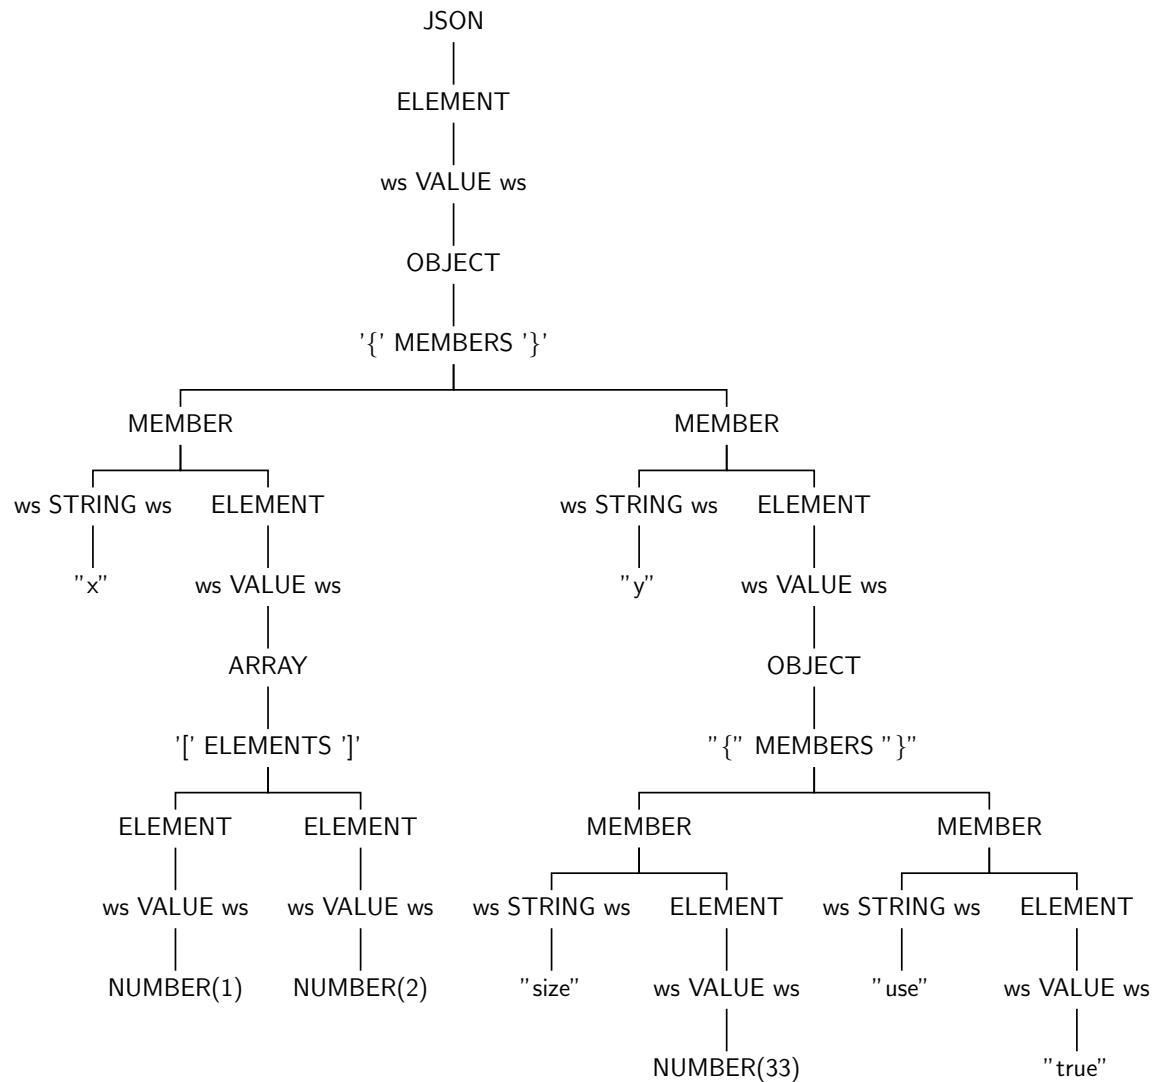 JSON
ELEMENT
ws VALUE ws
OBJECT
'{' MEMBERS '}'
MEMBER MEMBER
ws STRING ws ELEMENT ws STRING ws ELEMENT
"x" ws VALUE ws "y" ws VALUE ws
ARRAY OBJECT
'[' ELEMENTS ']' "{" MEMBERS "}"
ELEMENT ELEMENT MEMBER MEMBER
ws VALUE ws ws VALUE ws ws STRING ws ELEMENT ws STRING ws ELEMENT
NUMBER(1) NUMBER(2) "size" ws VALUE ws "use" ws VALUE ws
NUMBER(33) "true"